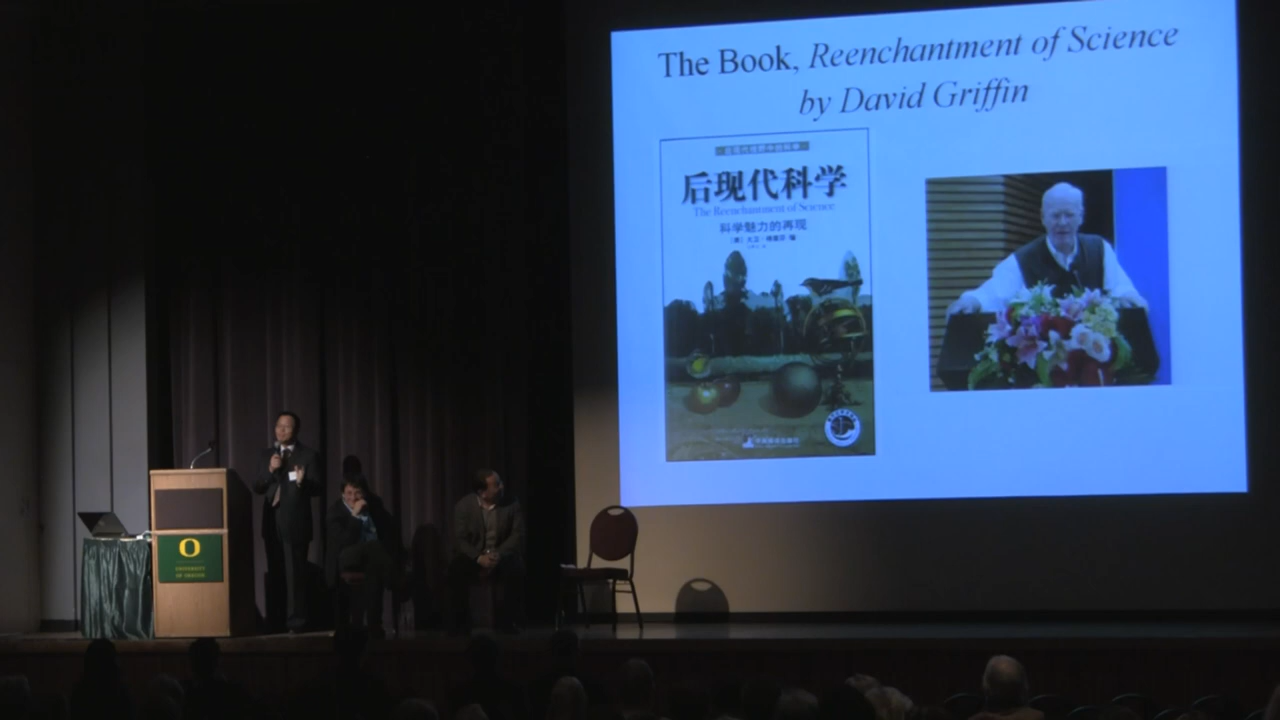 The Book, Reenchantment of Science
by David Griffin
后现代科学
The Reenchantment of Science
科学魅力的再现
O
UNIVERSITY
OF OREGON